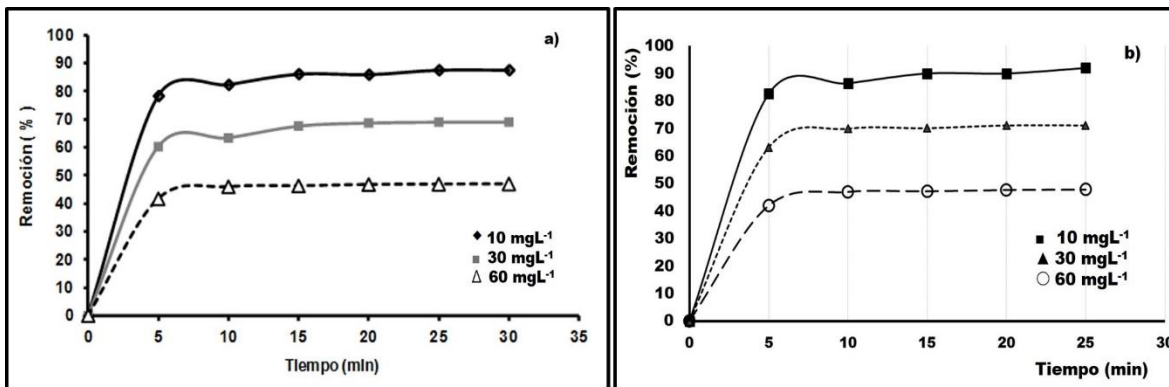 a)
100
90
80
70
60
50
40
30
20
10
0
Remoción ( % )
0 5 10 15 20 25 30 35
Tiempo (min)
10 mgL⁻¹
30 mgL⁻¹
60 mgL⁻¹
b)
100
90
80
70
60
50
40
30
20
10
0
Remoción (%)
0 5 10 15 20 25 30
Tiempo (min)
10 mgL⁻¹
30 mgL⁻¹
60 mgL⁻¹